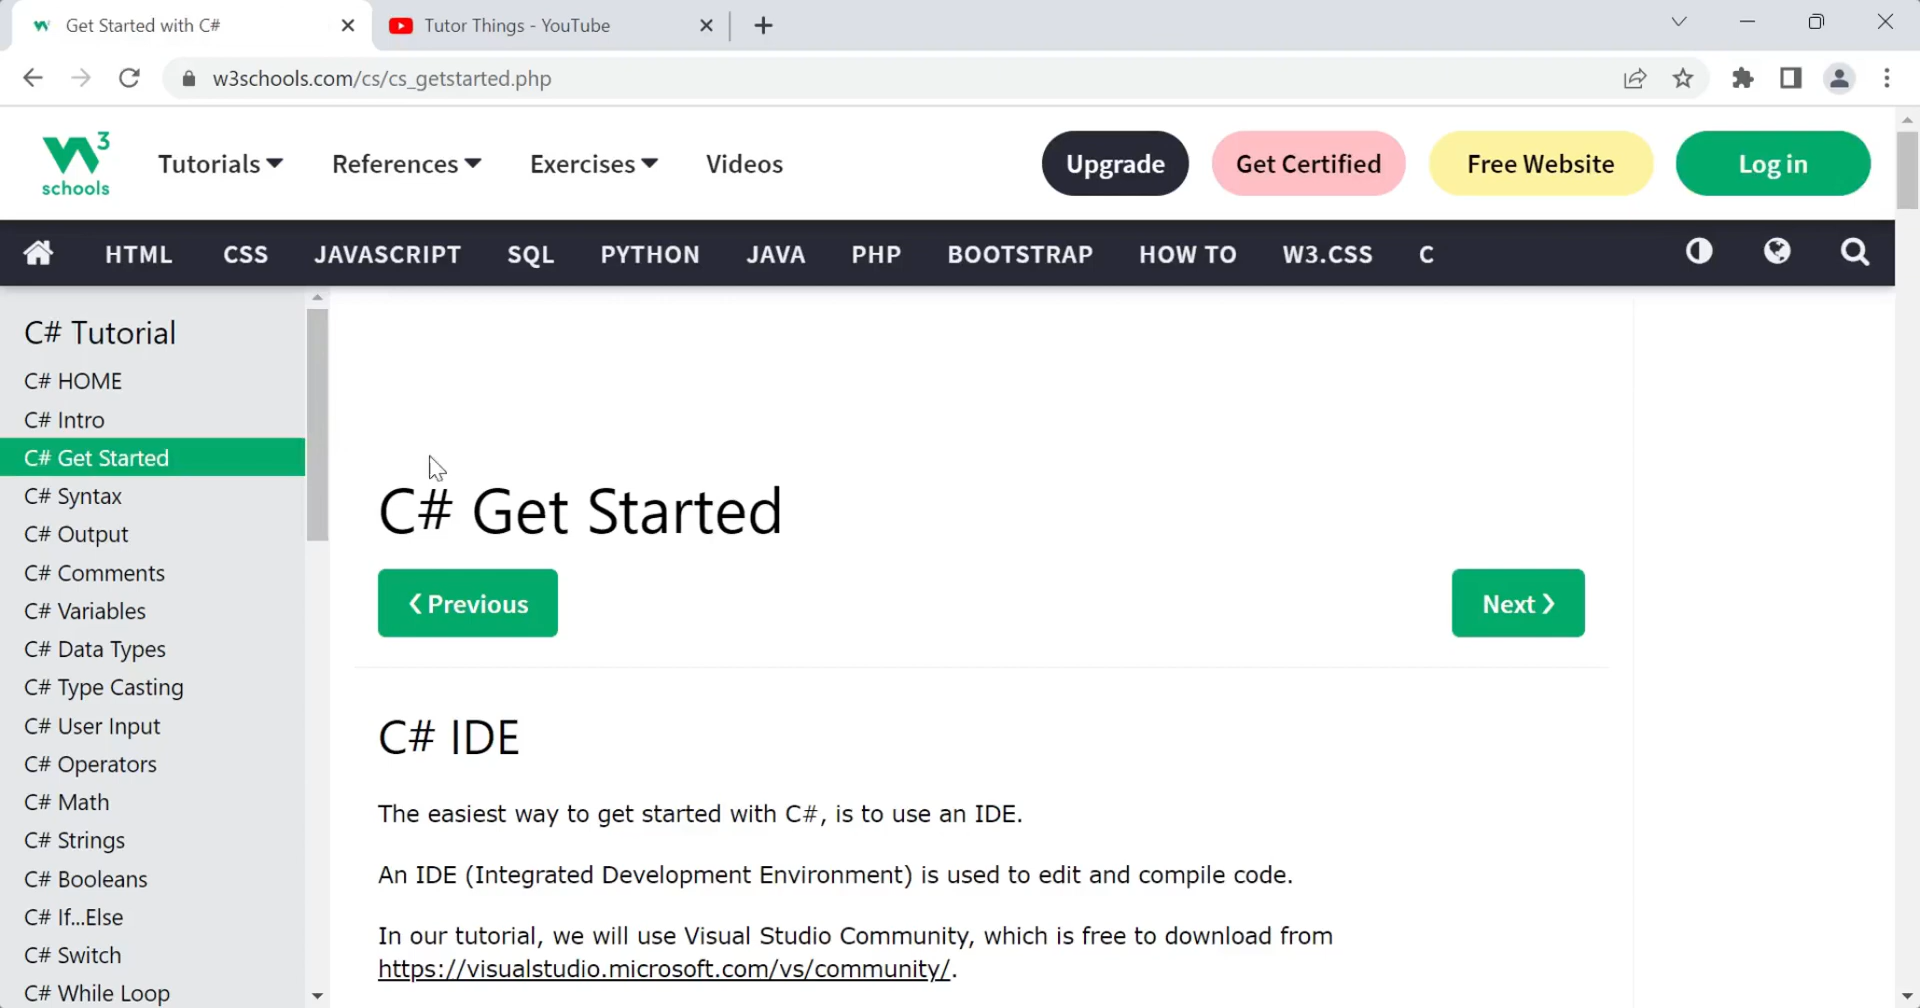 Get Started with C#
Tutor Things - YouTube
w3schools.com/cs/cs_getstarted.php
W3 schools
Tutorials
References
Exercises
Videos
Upgrade
Get Certified
Free Website
Log in
HTML
CSS
JAVASCRIPT
SQL
PYTHON
JAVA
PHP
BOOTSTRAP
HOW TO
W3.CSS
C
C# Tutorial
C# HOME
C# Intro
C# Get Started
C# Syntax
C# Output
C# Comments
C# Variables
C# Data Types
C# Type Casting
C# User Input
C# Operators
C# Math
C# Strings
C# Booleans
C# If...Else
C# Switch
C# While Loop
C# Get Started
❮ Previous
Next ❯
C# IDE
The easiest way to get started with C#, is to use an IDE.
An IDE (Integrated Development Environment) is used to edit and compile code.
In our tutorial, we will use Visual Studio Community, which is free to download from
https://visualstudio.microsoft.com/vs/community/.